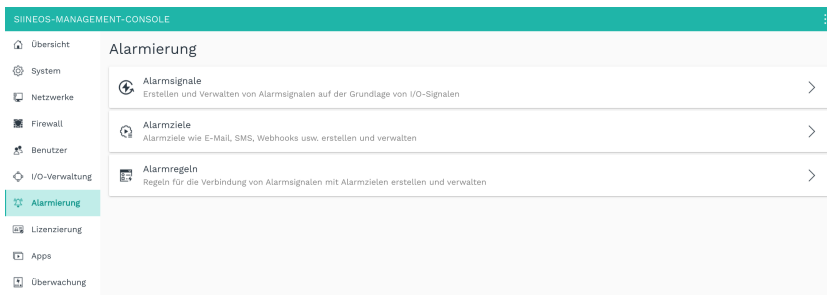 SIINEOS-MANAGEMENT-CONSOLE
Übersicht
System
Netzwerke
Firewall
Benutzer
I/O-Verwaltung
Alarmierung
Lizenzierung
Apps
Überwachung
Alarmierung
Alarmsignale
Erstellen und Verwalten von Alarmsignalen auf der Grundlage von I/O-Signalen
Alarmziele
Alarmziele wie E-Mail, SMS, Webhooks usw. erstellen und verwalten
Alarmregeln
Regeln für die Verbindung von Alarmsignalen mit Alarmzielen erstellen und verwalten